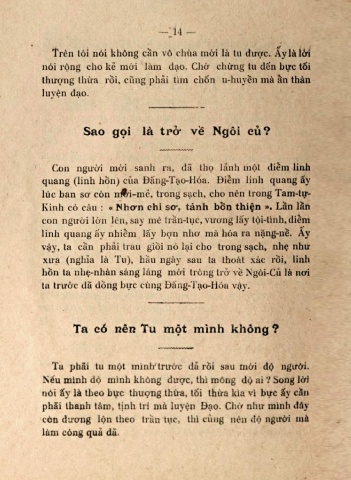 — 14 —
Trên tôi nói không cần vô chùa mới là tu được. Ấy là lời
nói rộng cho kẻ mới làm đạo. Chớ chừng tu đến bực tối
thượng thừa rồi, cũng phải tìm chốn u-huyền mà ẩn thân
luyện đạo.
Sao gọi là trở về Ngôi củ?
Con người mới sanh ra, đã thọ lảnh một điểm linh
quang (linh hồn) của Đấng-Tạo-Hóa. Điểm linh quang ấy
lúc ban sơ còn mới-mẻ, trong sạch, cho nên trong Tam-tự-
Kinh có câu : « Nhơn chi sơ, tánh bổn thiện ». Lần lần
con người lớn lên, say mê trần-tục, vương lấy tội-tình, điểm
linh quang ấy nhiểm lấy bợn nhơ mà hóa ra nặng-nề. Ấy
vậy, ta cần phải trau giồi nó lại cho trong sạch, nhẹ như
xưa (nghĩa là Tu), hầu ngày sau ta thoát xác rồi, linh
hồn ta nhẹ-nhàn sáng láng mới trông trở về Ngôi-Củ là nơi
ta trước đã đồng bực cùng Đấng-Tạo-Hóa vậy.
Ta có nên Tu một mình không?
Ta phải tu một mình trước đã rồi sau mới độ người.
Nếu mình độ mình không được, thì mông độ ai? Song lời
nói ấy là theo bực thượng thừa, tối thừa kìa vì bực ấy cần
phải thanh tâm, tịnh trí mà luyện Đạo. Chớ như mình đây
còn dương lộn theo trần tục, thì cũng nên độ người mà
làm công quả đã.